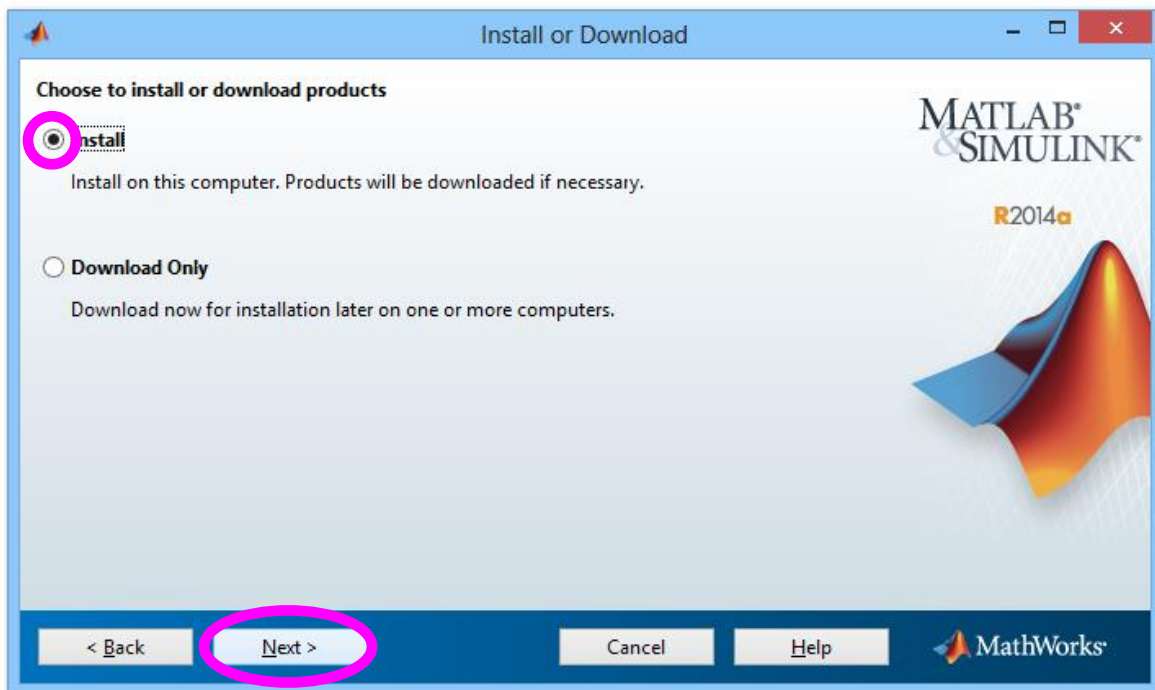 Install or Download
Choose to install or download products
Install
Install on this computer. Products will be downloaded if necessary.
Download Only
Download now for installation later on one or more computers.
MATLAB®
&SIMULINK®
R2014a
< Back
Next >
Cancel
Help
MathWorks®